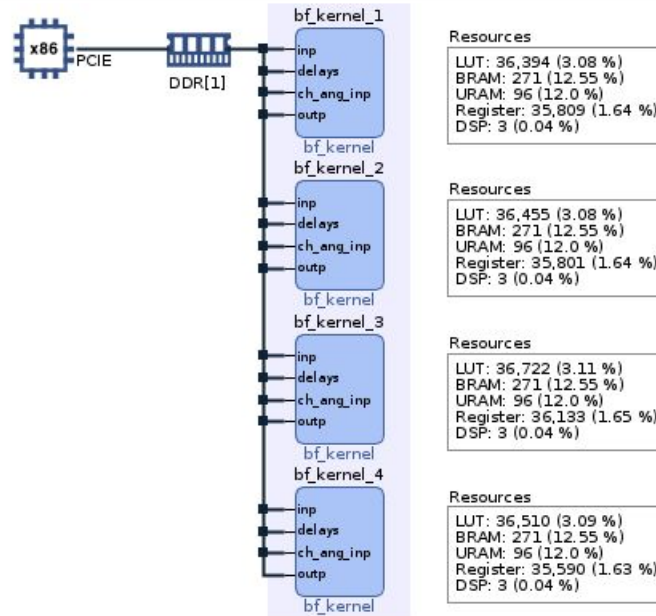 x86
PCIE
DDR[1]
bf_kernel_1
inp
delays
ch_ang_inp
outp
bf_kernel
Resources
LUT: 36,394 (3.08 %)
BRAM: 271 (12.55 %)
URAM: 96 (12.0 %)
Register: 35,809 (1.64 %)
DSP: 3 (0.04 %)
bf_kernel_2
inp
delays
ch_ang_inp
outp
bf_kernel
Resources
LUT: 36,455 (3.08 %)
BRAM: 271 (12.55 %)
URAM: 96 (12.0 %)
Register: 35,801 (1.64 %)
DSP: 3 (0.04 %)
bf_kernel_3
inp
delays
ch_ang_inp
outp
bf_kernel
Resources
LUT: 36,722 (3.11 %)
BRAM: 271 (12.55 %)
URAM: 96 (12.0 %)
Register: 36,133 (1.65 %)
DSP: 3 (0.04 %)
bf_kernel_4
inp
delays
ch_ang_inp
outp
bf_kernel
Resources
LUT: 36,510 (3.09 %)
BRAM: 271 (12.55 %)
URAM: 96 (12.0 %)
Register: 35,590 (1.63 %)
DSP: 3 (0.04 %)